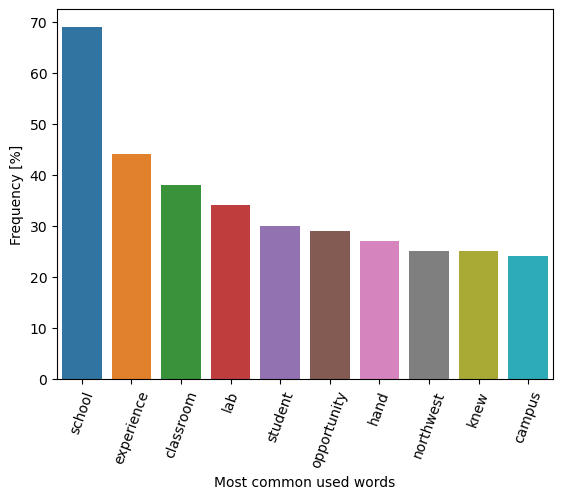 70
60
50
40
30
20
10
0
Frequency [%]
school
experience
classroom
lab
student
opportunity
hand
northwest
knew
campus
Most common used words